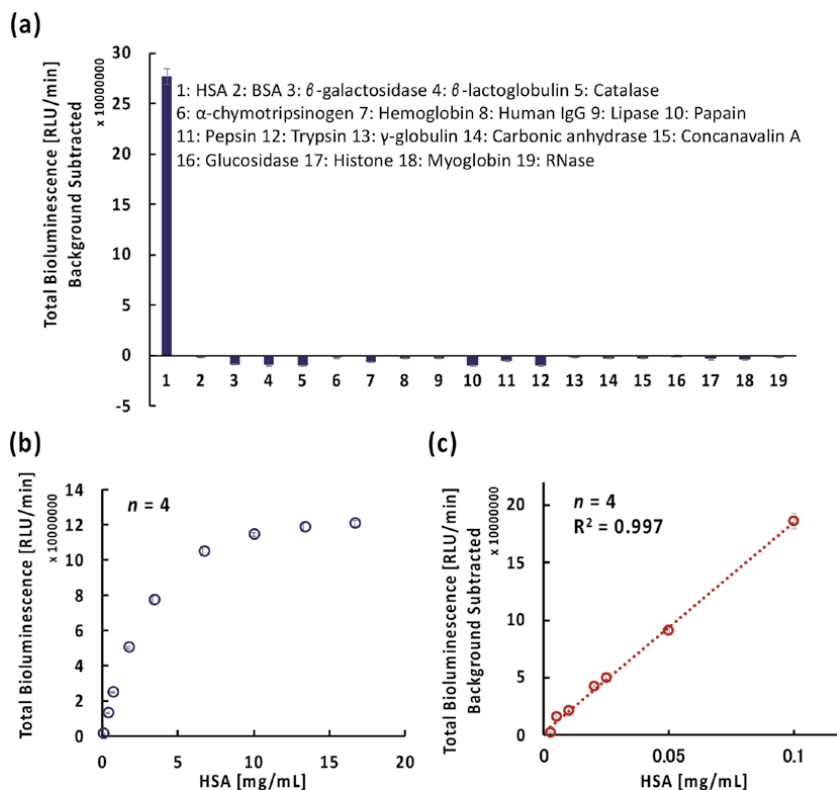 (a)
Total Bioluminescence [RLU/min]
Background Subtracted
x 10000000
30
25
20
15
10
5
0
-5
1: HSA 2: BSA 3: β-galactosidase 4: β-lactoglobulin 5: Catalase
6: α-chymotripsinogen 7: Hemoglobin 8: Human IgG 9: Lipase 10: Papain
11: Pepsin 12: Trypsin 13: γ-globulin 14: Carbonic anhydrase 15: Concanavalin A
16: Glucosidase 17: Histone 18: Myoglobin 19: RNase
1 2 3 4 5 6 7 8 9 10 11 12 13 14 15 16 17 18 19
(b)
Total Bioluminescence [RLU/min]
x 10000000
14
12
10
8
6
4
2
0
n = 4
0 5 10 15 20
HSA [mg/mL]
(c)
Total Bioluminescence [RLU/min]
Background Subtracted
x 10000000
20
15
10
5
0
n = 4
R² = 0.997
0 0.05 0.1
HSA [mg/mL]